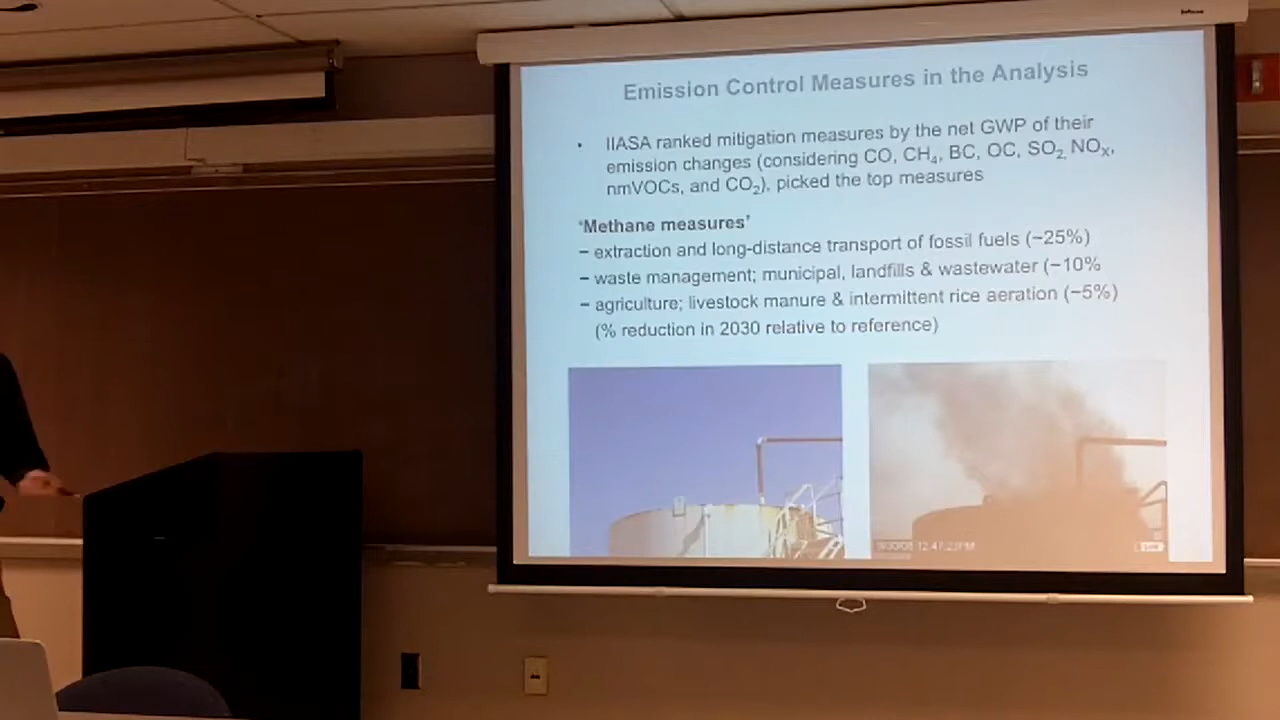 Emission Control Measures in the Analysis
• IIASA ranked mitigation measures by the net GWP of their
emission changes (considering CO, CH₄, BC, OC, SO₂ NOₓ,
nmVOCs, and CO₂), picked the top measures
'Methane measures'
– extraction and long-distance transport of fossil fuels (~25%)
– waste management; municipal, landfills & wastewater (~10%
– agriculture; livestock manure & intermittent rice aeration (~5%)
(% reduction in 2030 relative to reference)
12:47:23PM